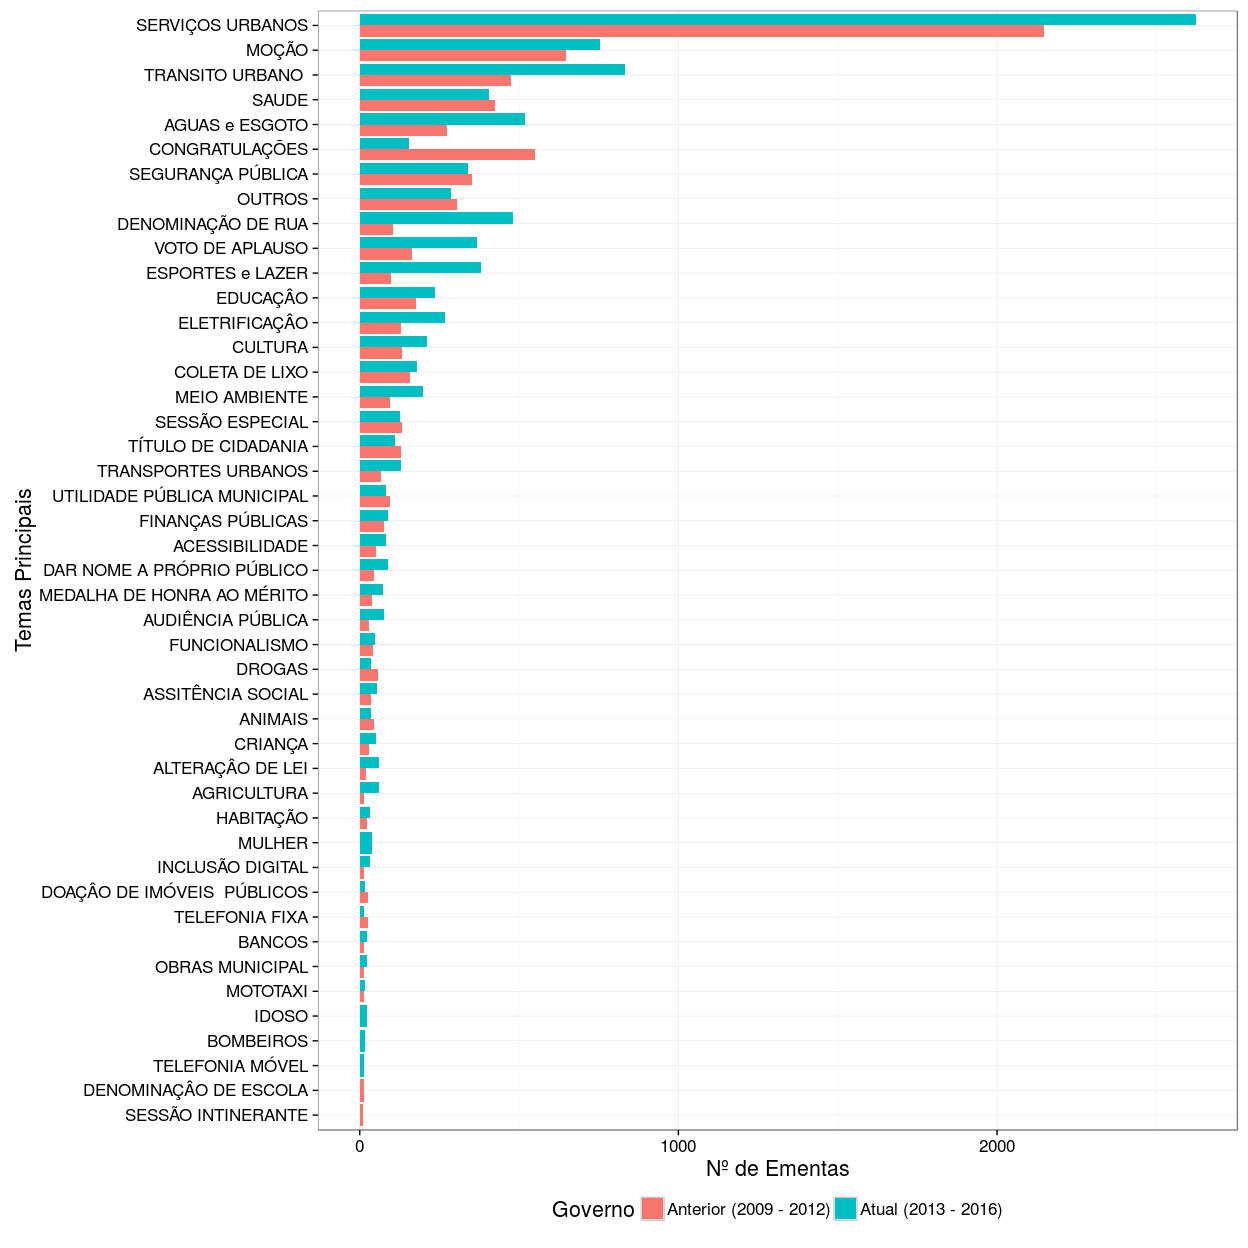 SERVIÇOS URBANOS
MOÇÃO
TRANSITO URBANO
SAUDE
AGUAS e ESGOTO
CONGRATULAÇÕES
SEGURANÇA PÚBLICA
OUTROS
DENOMINAÇÃO DE RUA
VOTO DE APLAUSO
ESPORTES e LAZER
EDUCAÇÂO
ELETRIFICAÇÂO
CULTURA
COLETA DE LIXO
MEIO AMBIENTE
SESSÃO ESPECIAL
TÍTULO DE CIDADANIA
TRANSPORTES URBANOS
UTILIDADE PÚBLICA MUNICIPAL
FINANÇAS PÚBLICAS
ACESSIBILIDADE
DAR NOME A PRÓPRIO PÚBLICO
MEDALHA DE HONRA AO MÉRITO
AUDIÊNCIA PÚBLICA
FUNCIONALISMO
DROGAS
ASSITÊNCIA SOCIAL
ANIMAIS
CRIANÇA
ALTERAÇÂO DE LEI
AGRICULTURA
HABITAÇÃO
MULHER
INCLUSÃO DIGITAL
DOAÇÂO DE IMÓVEIS  PÚBLICOS
TELEFONIA FIXA
BANCOS
OBRAS MUNICIPAL
MOTOTAXI
IDOSO
BOMBEIROS
TELEFONIA MÓVEL
DENOMINAÇÂO DE ESCOLA
SESSÃO INTINERANTE
Temas Principais
0 1000 2000
Nº de Ementas
Governo Anterior (2009 - 2012) Atual (2013 - 2016)